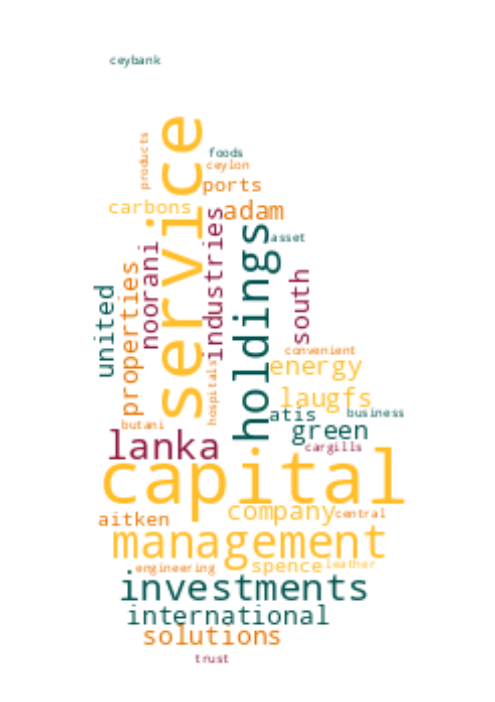 ceybank
service
products
foods
ceylon
ports
carbons
adam
industries
holdings
asset
noorani
properties
united
south
convenient
energy
hospitals
laugfs
atis
business
butani
green
lanka
cargills
capital
company
central
aitken
management
engineering
spence
leather
investments
international
solutions
trust